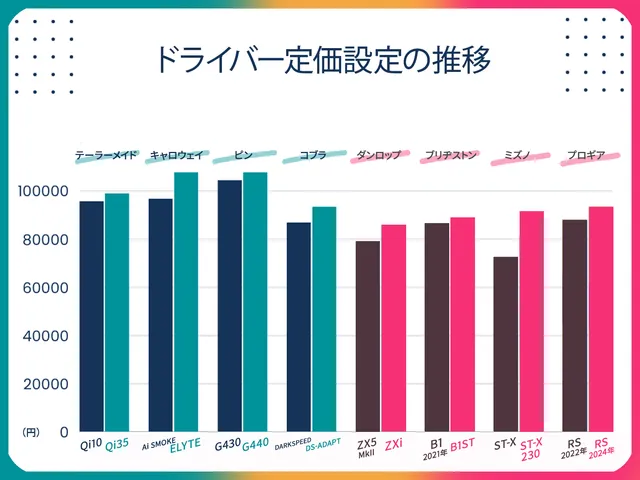 ドライバー定価設定の推移
テーラーメイド
キャロウェイ
ピン
コブラ
ダンロップ
ブリヂストン
ミズノ
プロギア
100000
80000
60000
40000
20000
(円) 0
Qi10
Qi35
Ai SMOKE
ELYTE
G430
G440
DARKSPEED
DS-ADAPT
ZX5
MkII
ZXi
B1
2021年
B1ST
ST-X
ST-X
230
RS
2022年
RS
2024年